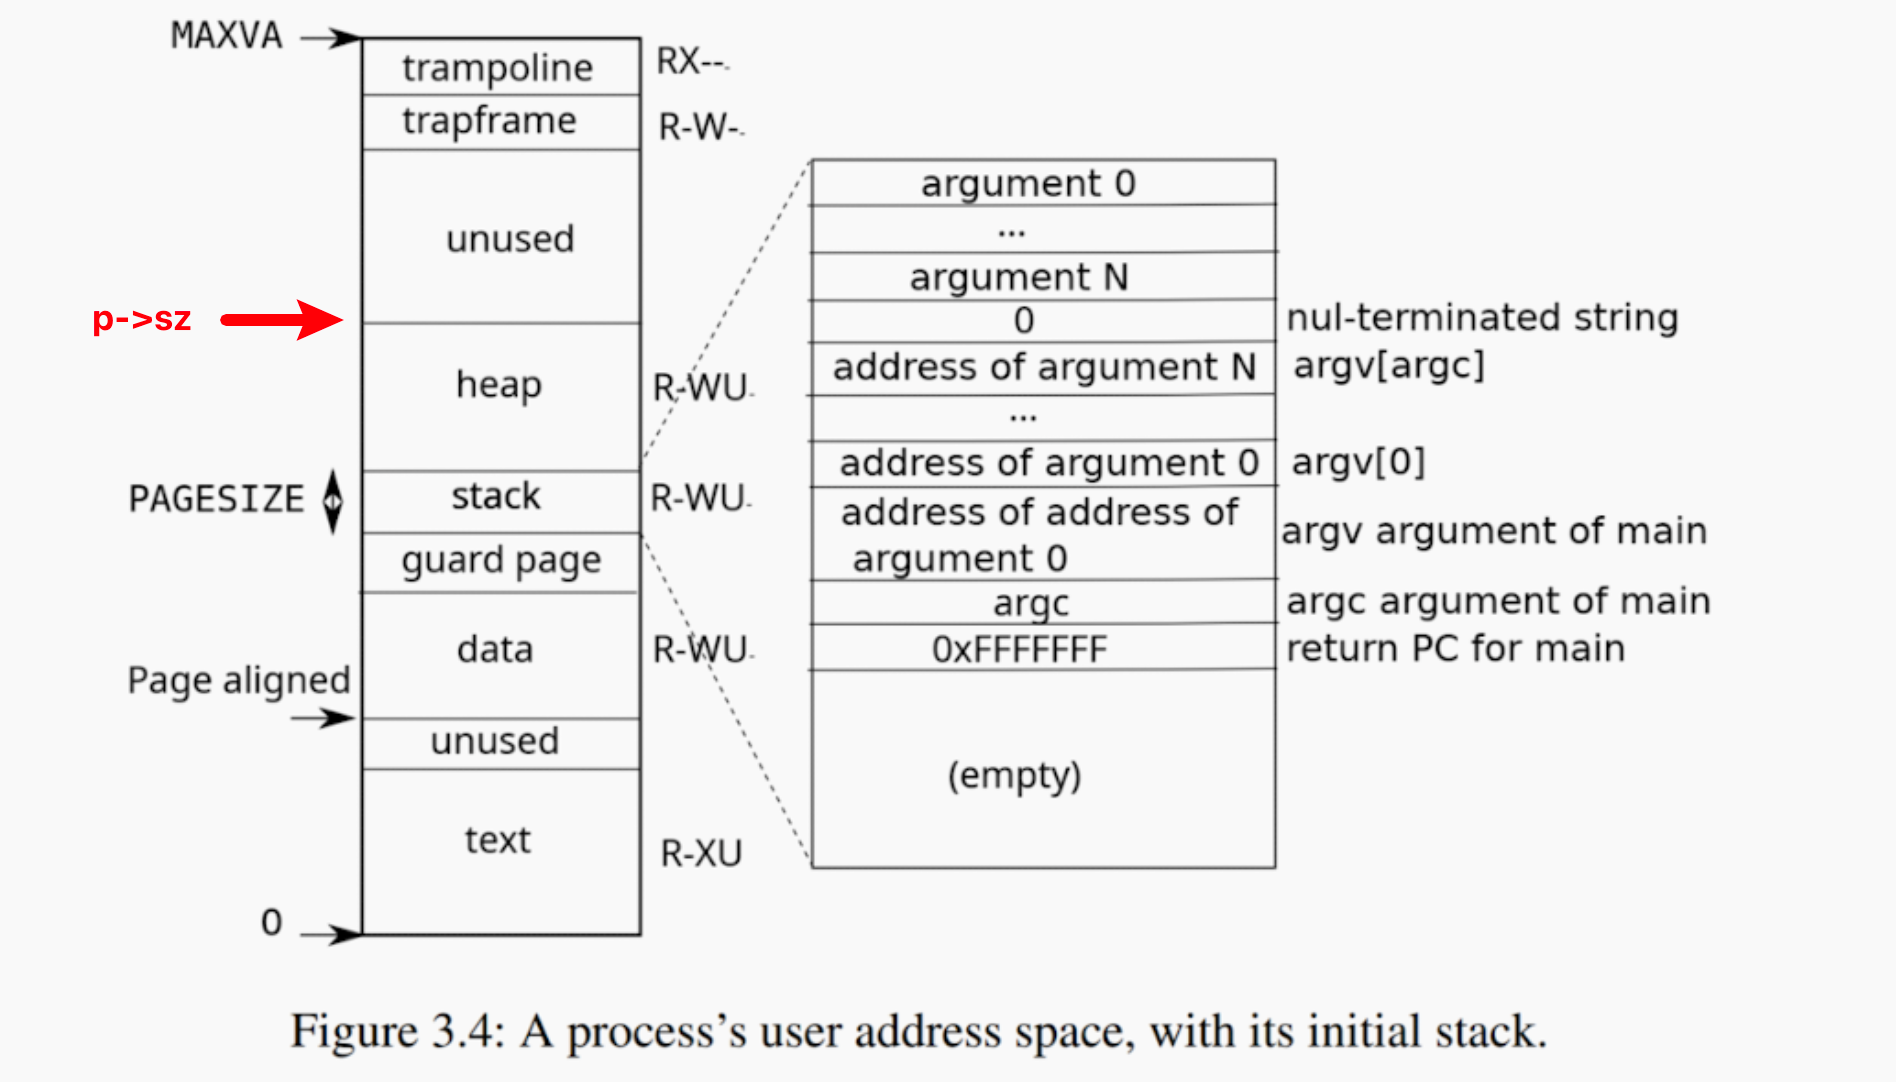 MAXVA
trampoline
RX--
trapframe
R-W-
unused
p->sz
heap
R-WU
PAGESIZE
stack
R-WU
guard page
data
R-WU
Page aligned
unused
text
R-XU
0
argument 0
...
argument N
0
nul-terminated string
address of argument N
argv[argc]
...
address of argument 0
argv[0]
address of address of
argument 0
argv argument of main
argc
argc argument of main
0xFFFFFFF
return PC for main
(empty)
Figure 3.4: A process’s user address space, with its initial stack.